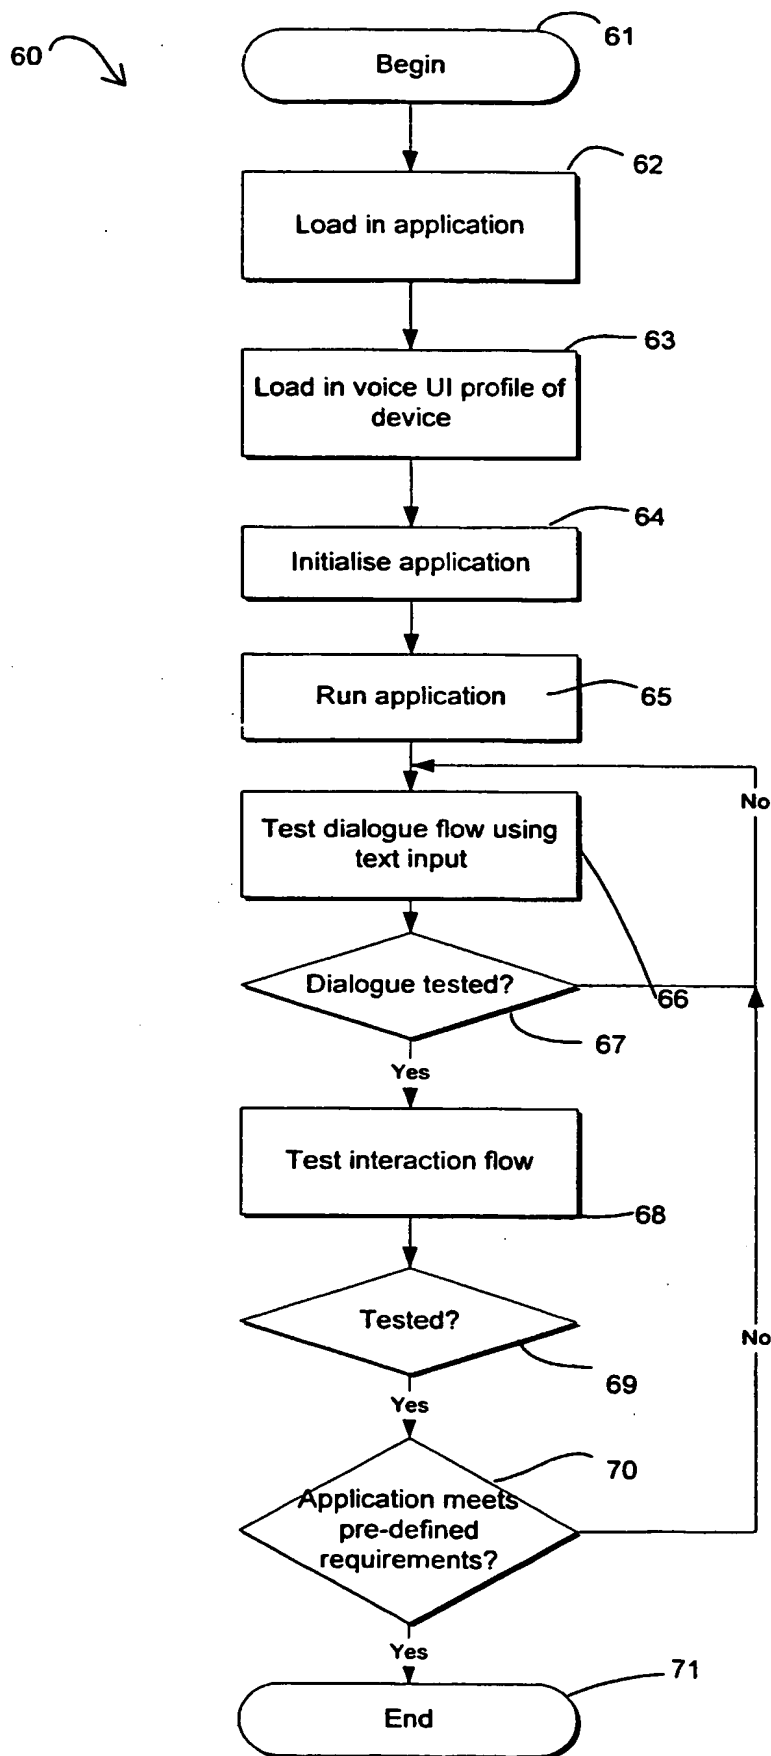 60
61
Begin
62
Load in application
63
Load in voice UI profile of
device
64
Initialise application
Run application
65
No
Test dialogue flow using
text input
66
Dialogue tested?
67
Yes
Test interaction flow
68
Tested?
No
69
Yes
70
Application meets
pre-defined
requirements?
Yes
71
End